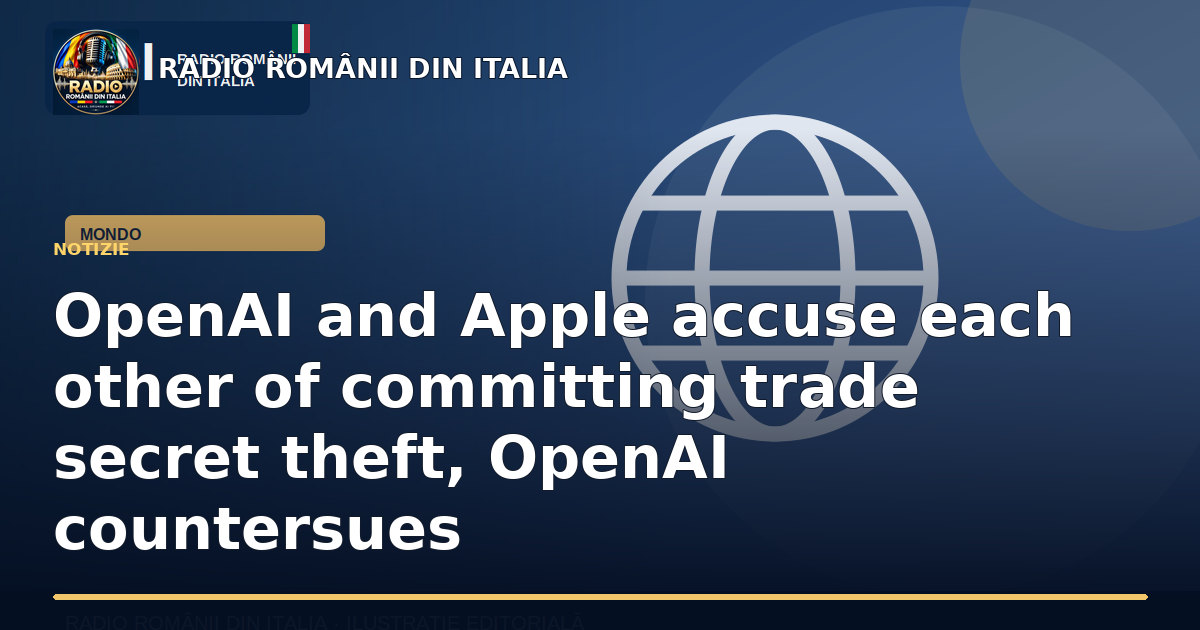 RADIO ROMÂNII
DIN ITALIA
RADIO ROMÂNII DIN ITALIA
RADIO
ROMÂNII DIN ITALIA
MONDO
NOTIZIE
OpenAI and Apple accuse each
other of committing trade
secret theft, OpenAI
countersues
RADIO ROMÂNII DIN ITALIA · ILUSTRAȚIE EDITORIALĂ